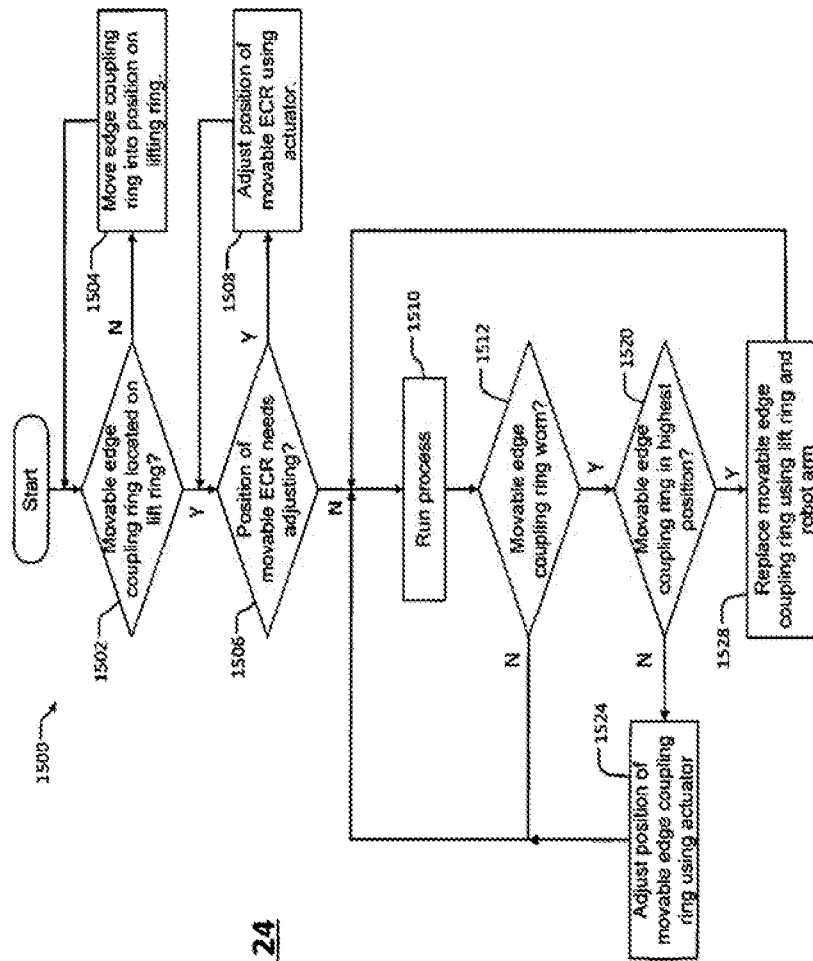 1500
Start
1502
Movable edge
coupling ring located on
lift ring?
N
Y
1504
Move edge coupling
ring into position on
lifting ring.
1506
Position of
movable ECR needs
adjusting?
Y
N
1508
Adjust position of
movable ECR using
actuator.
1510
Run process
1512
Movable edge
coupling ring worn?
N
Y
1520
Movable edge
coupling ring in highest
position?
N
Y
1524
Adjust position of
movable edge coupling
ring using actuator
1528
Replace movable edge
coupling ring using lift ring and
robot arm
24